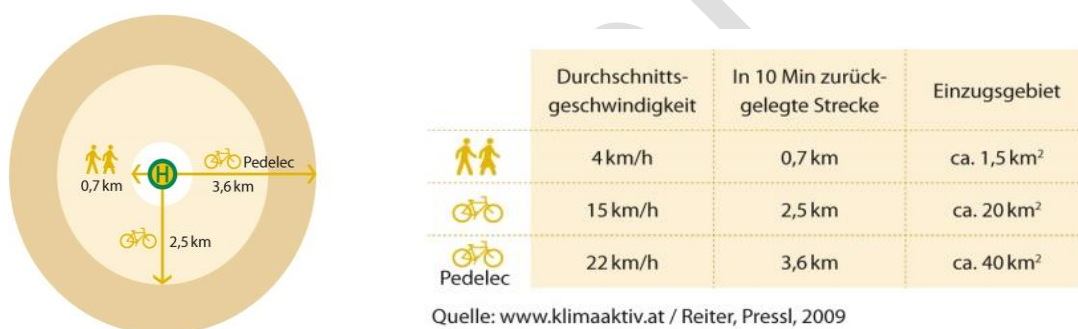 H
Pedelec
0,7 km
3,6 km
2,5 km
Durchschnitts-
geschwindigkeit
In 10 Min zurück-
gelegte Strecke
Einzugsgebiet
4 km/h
0,7 km
ca. 1,5 km²
15 km/h
2,5 km
ca. 20 km²
Pedelec
22 km/h
3,6 km
ca. 40 km²
Quelle: www.klimaaktiv.at / Reiter, Pressl, 2009